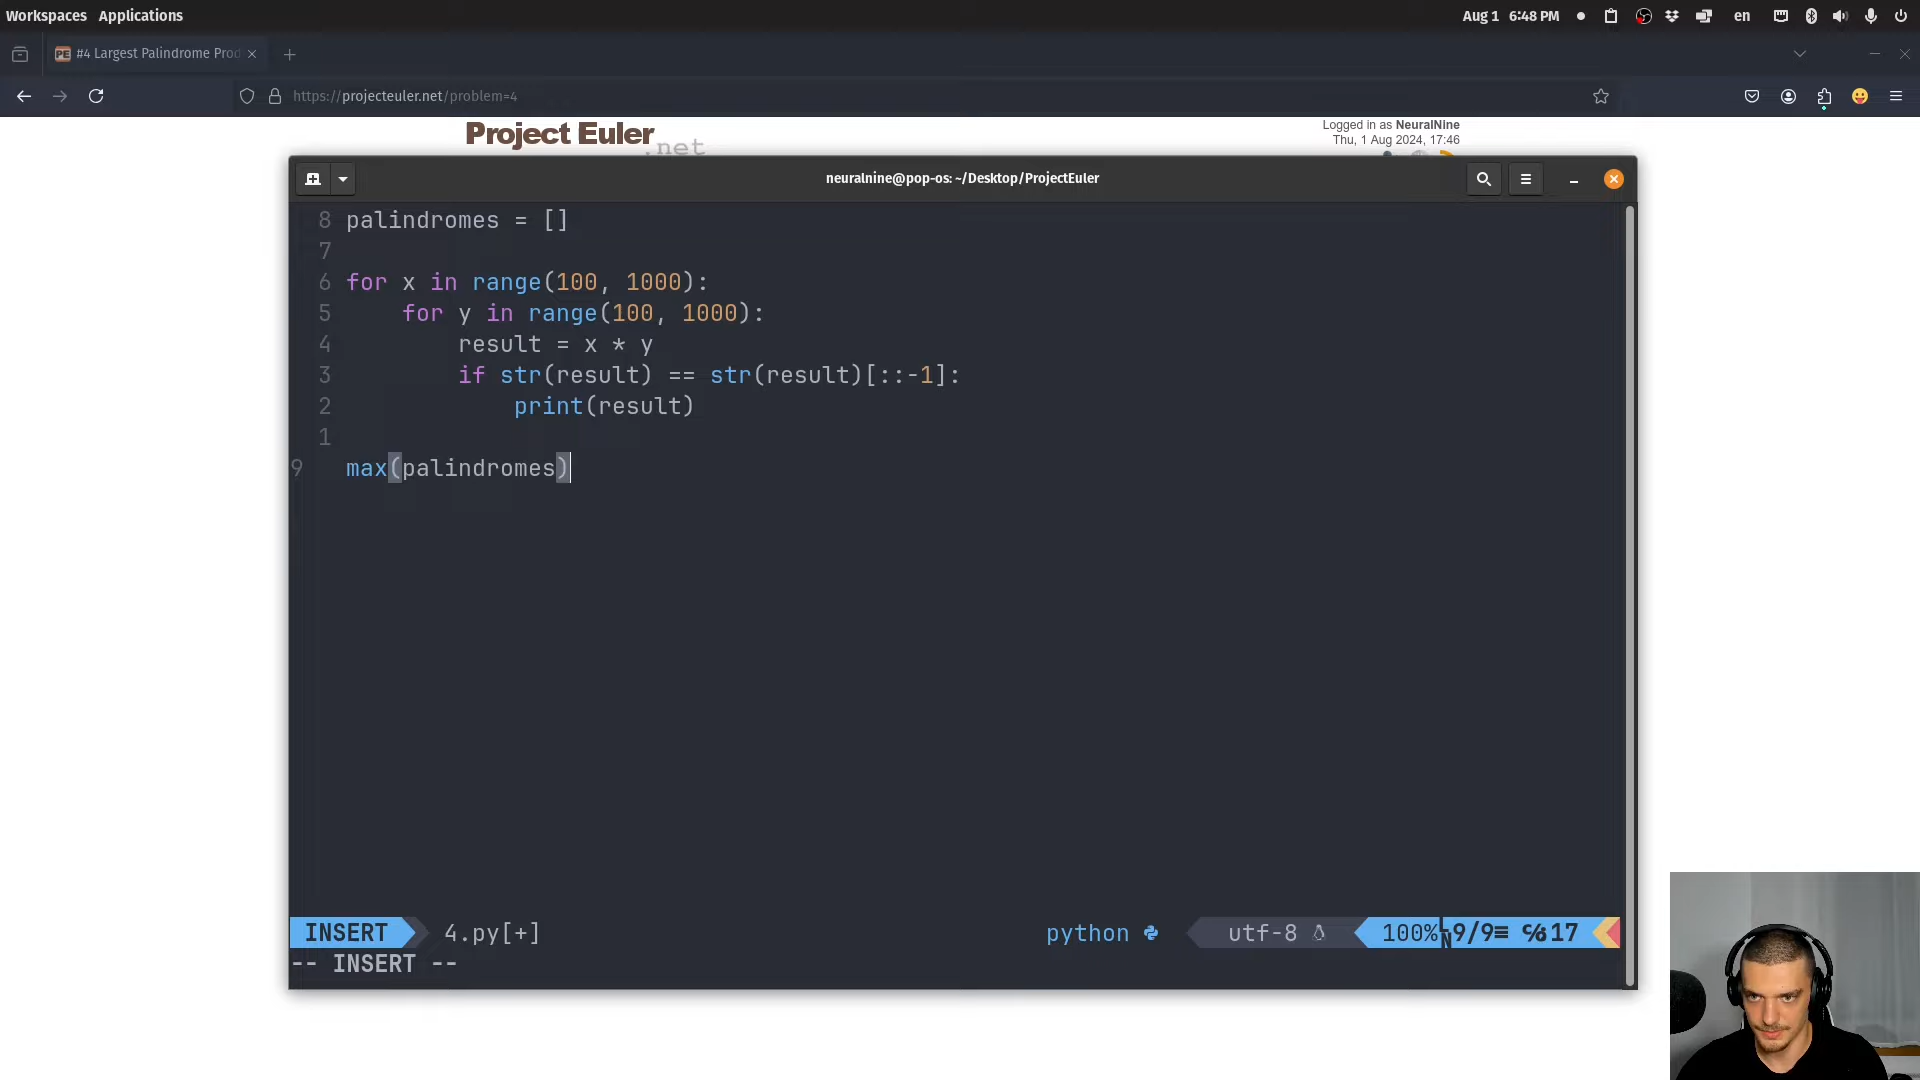 Workspaces Applications
Aug 1 6:48 PM
en
#4 Largest Palindrome Prod
https://projecteuler.net/problem=4
Project Euler
.net
Logged in as NeuralNine
Thu, 1 Aug 2024, 17:46
neuralnine@pop-os: ~/Desktop/ProjectEuler
8 palindromes = []
7
6 for x in range(100, 1000):
5 for y in range(100, 1000):
4 result = x * y
3 if str(result) == str(result)[::-1]:
2 print(result)
1
9 max(palindromes)
INSERT 4.py[+] python utf-8 100% 9/9 17
-- INSERT --